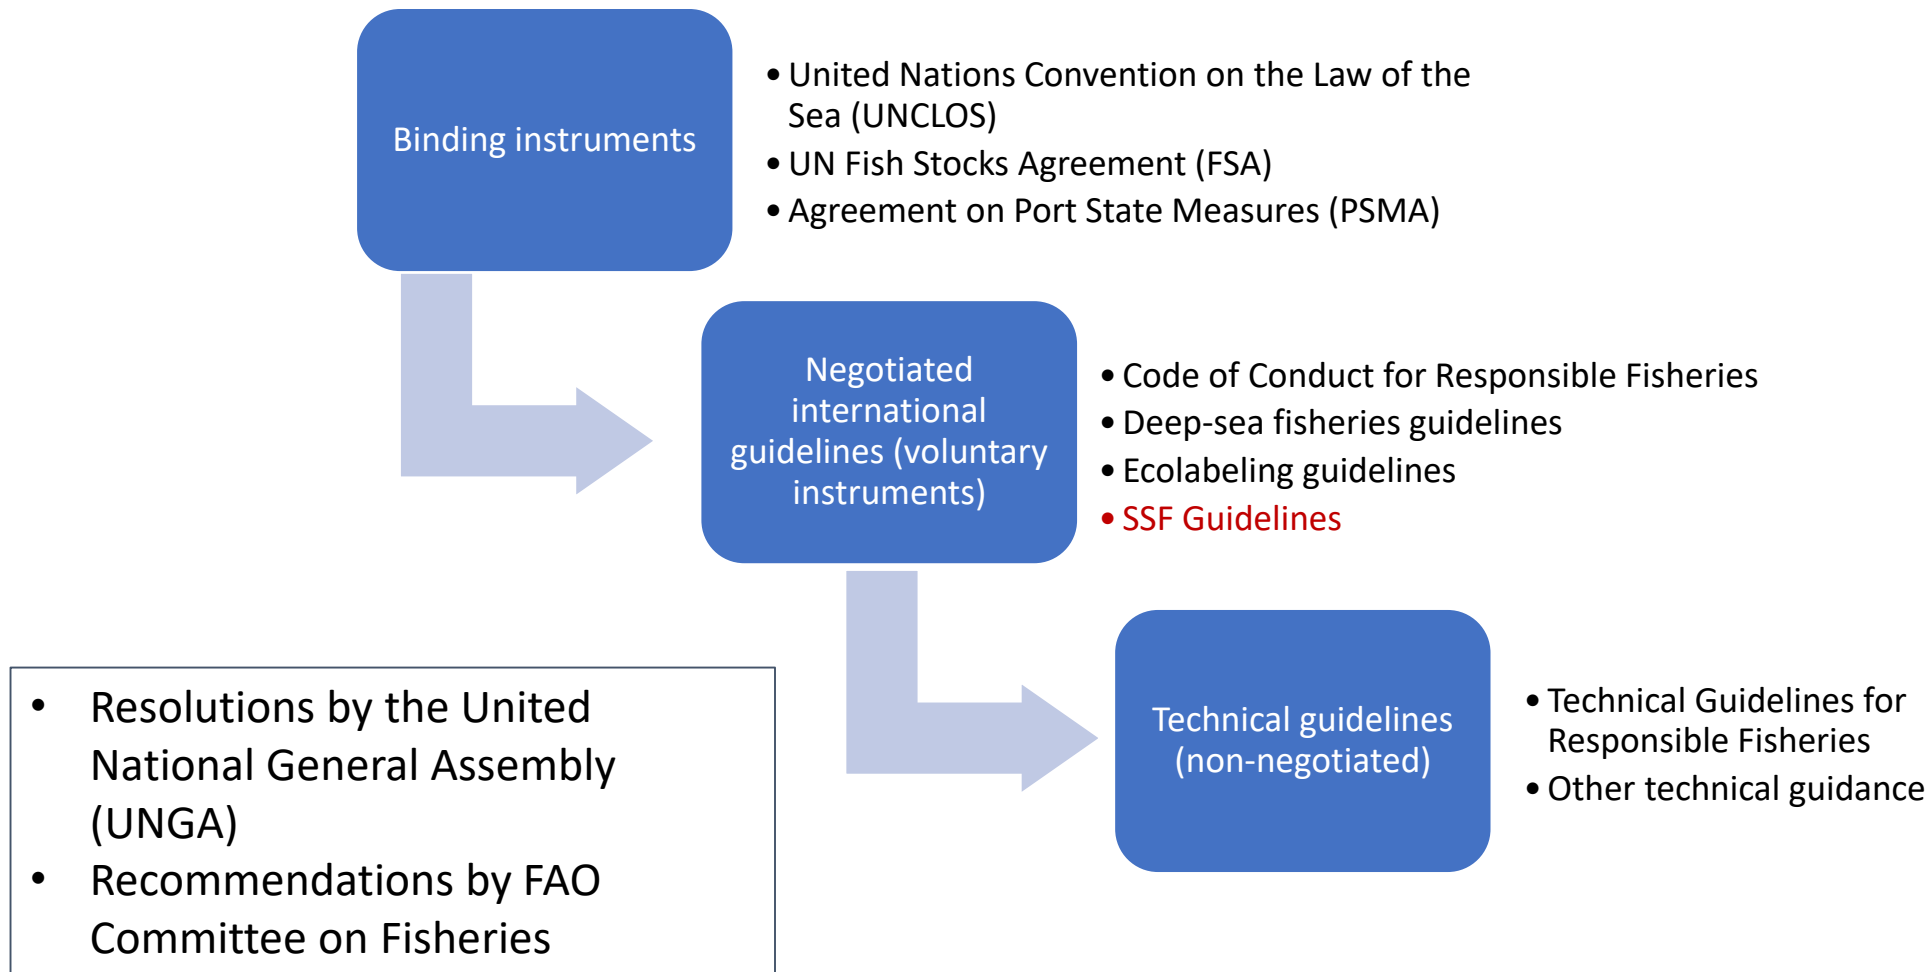 Binding instruments
• United Nations Convention on the Law of the
Sea (UNCLOS)
• UN Fish Stocks Agreement (FSA)
• Agreement on Port State Measures (PSMA)
Negotiated
international
guidelines (voluntary
instruments)
• Code of Conduct for Responsible Fisheries
• Deep-sea fisheries guidelines
• Ecolabeling guidelines
• SSF Guidelines
Technical guidelines
(non-negotiated)
• Technical Guidelines for
Responsible Fisheries
• Other technical guidance
• Resolutions by the United
National General Assembly
(UNGA)
• Recommendations by FAO
Committee on Fisheries